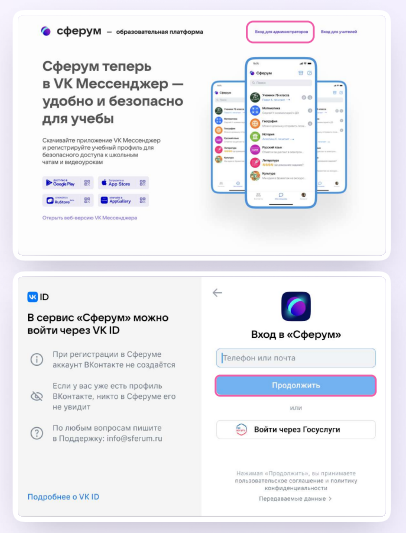 сферум — образовательная платформа
Вход для администраторов
Вход для учителей
Сферум теперь
в VK Мессенджер —
удобно и безопасно
для учебы
Скачивайте приложение VK Мессенджер
и регистрируйте учебный профиль для
безопасного доступа к школьным
чатам и видеоурокам
Google Play
App Store
RuStore
AppGallery
Открыть веб-версию VK Мессенджера
Сферум
Математика
География
История
Русский язык
Литература
Культура
VK ID
В сервис «Сферум» можно
войти через VK ID
При регистрации в Сферуме
аккаунт ВКонтакте не создаётся
Если у вас уже есть профиль
ВКонтакте, никто в Сферуме его
не увидит
По любым вопросам пишите
в Поддержку: info@sferum.ru
Подробнее о VK ID
Вход в «Сферум»
Телефон или почта
Продолжить
или
Войти через Госуслуги
Нажимая «Продолжить», вы принимаете
пользовательское соглашение и политику
конфиденциальности
Передаваемые данные >